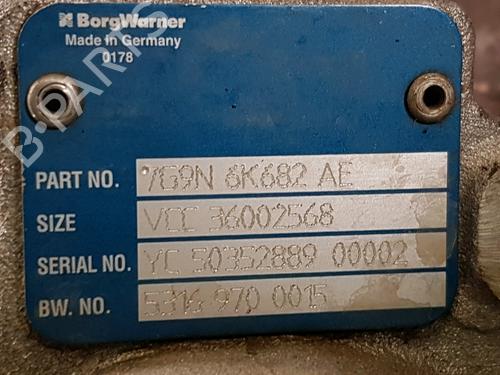 BorgWarner
Made in Germany
0178
B-PARTS
PART NO. 7G9N 6K682 AE
SIZE VCC 36002568
SERIAL NO. YC 50352889 00002
BW. NO. 5316 970 0015